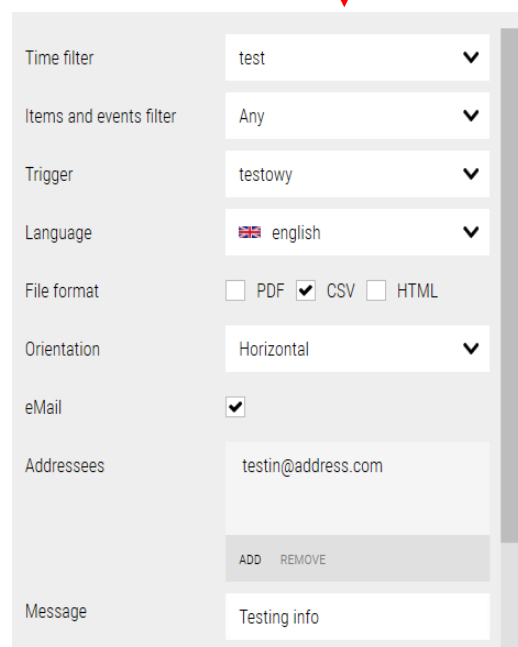 Time filter test
Items and events filter Any
Trigger testowy
Language english
File format PDF CSV HTML
Orientation Horizontal
eMail
Addressees testin@address.com
ADD REMOVE
Message Testing info